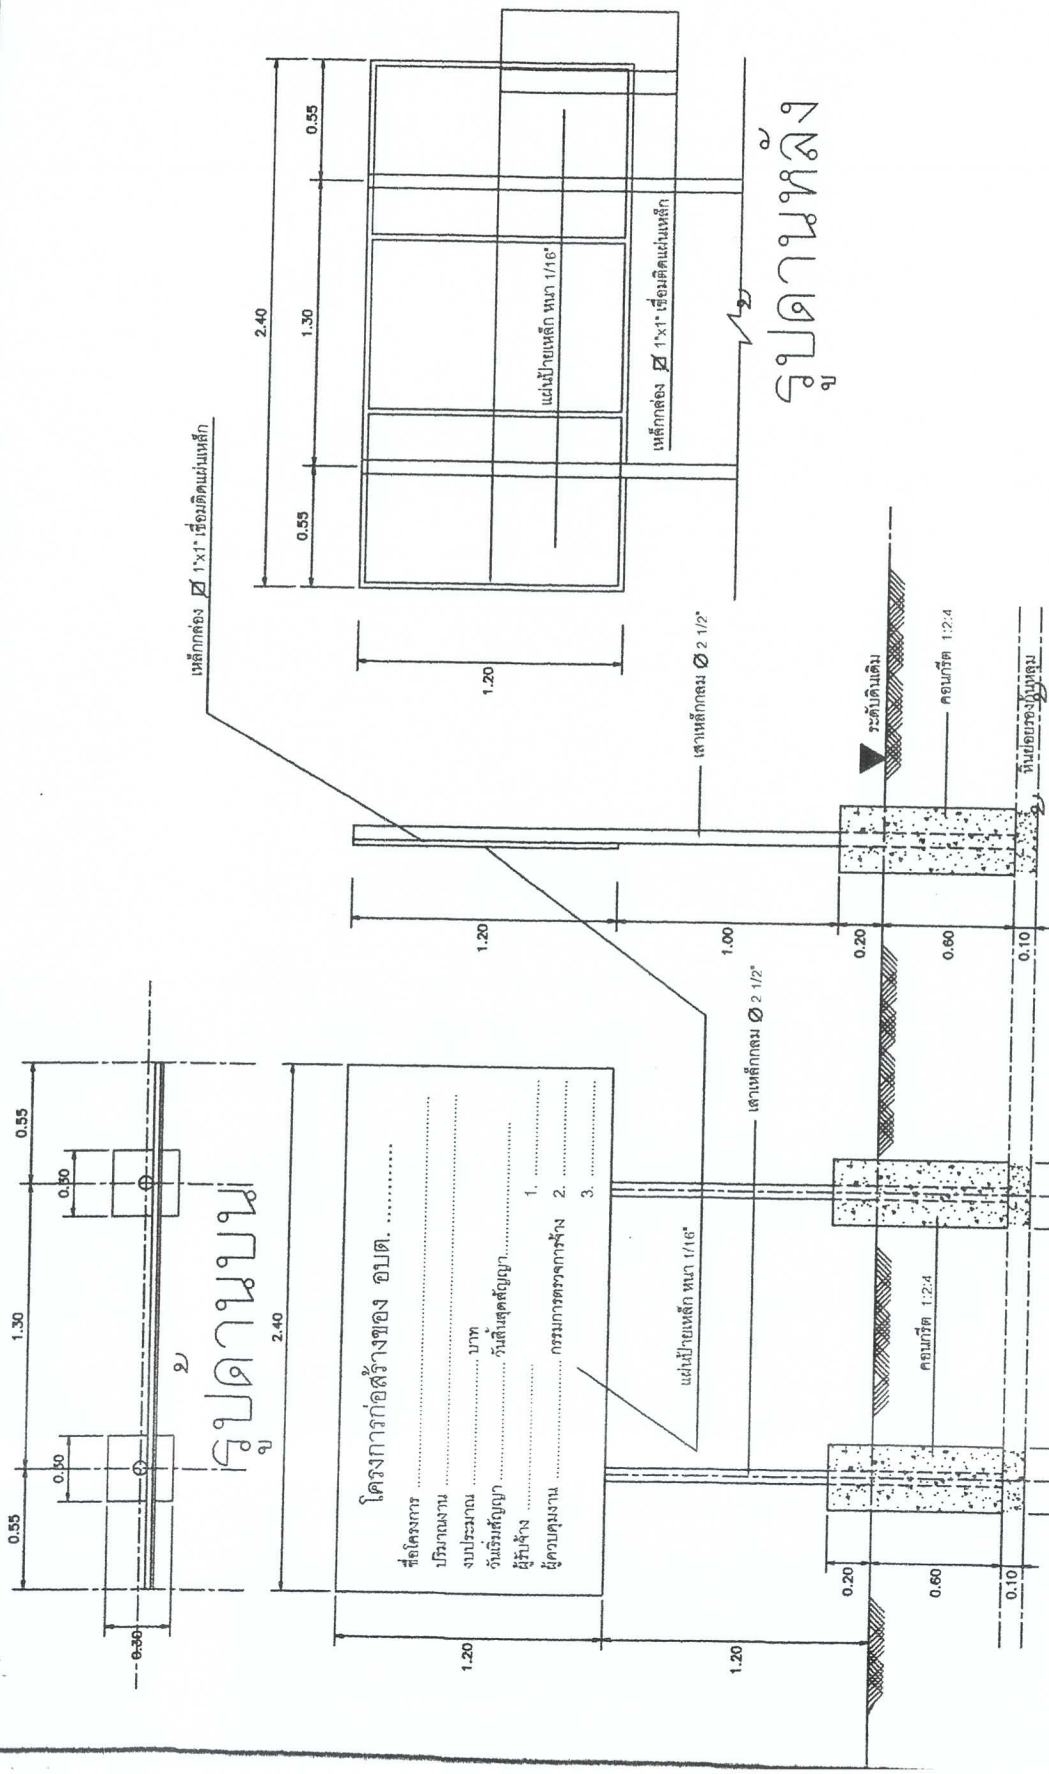 0.55
1.30
0.55
0.30
0.30
0.30
รูปด้านบน
2.40
โครงการก่อสร้างของ อบต. ............
ชื่อโครงการ ................................................
ปริมาณงาน ................................................
งบประมาณ ........................ บาท
วันเริ่มสัญญา .................... วันสิ้นสุดสัญญา..............................
ผู้รับจ้าง .............................. 1. ........................
ผู้ควบคุมงาน ........................ กรรมการตรวจการจ้าง 2. ........................
3. ........................
1.20
1.20
แผ่นป้ายเหล็ก หนา 1/16"
เสาเหล็กกลม Ø 2 1/2"
คอนกรีต 1:2:4
0.20
0.60
0.10
เหล็กกล่อง 1"x1" เชื่อมติดแผ่นเหล็ก
1.20
1.00
0.20
0.60
0.10
เสาเหล็กกลม Ø 2 1/2"
ระดับดินเดิม
คอนกรีต 1:2:4
หินย่อยรองก้นหลุม
2.40
0.55
1.30
0.55
1.20
แผ่นป้ายเหล็ก หนา 1/16"
เหล็กกล่อง 1"x1" เชื่อมติดแผ่นเหล็ก
รูปด้านหลัง